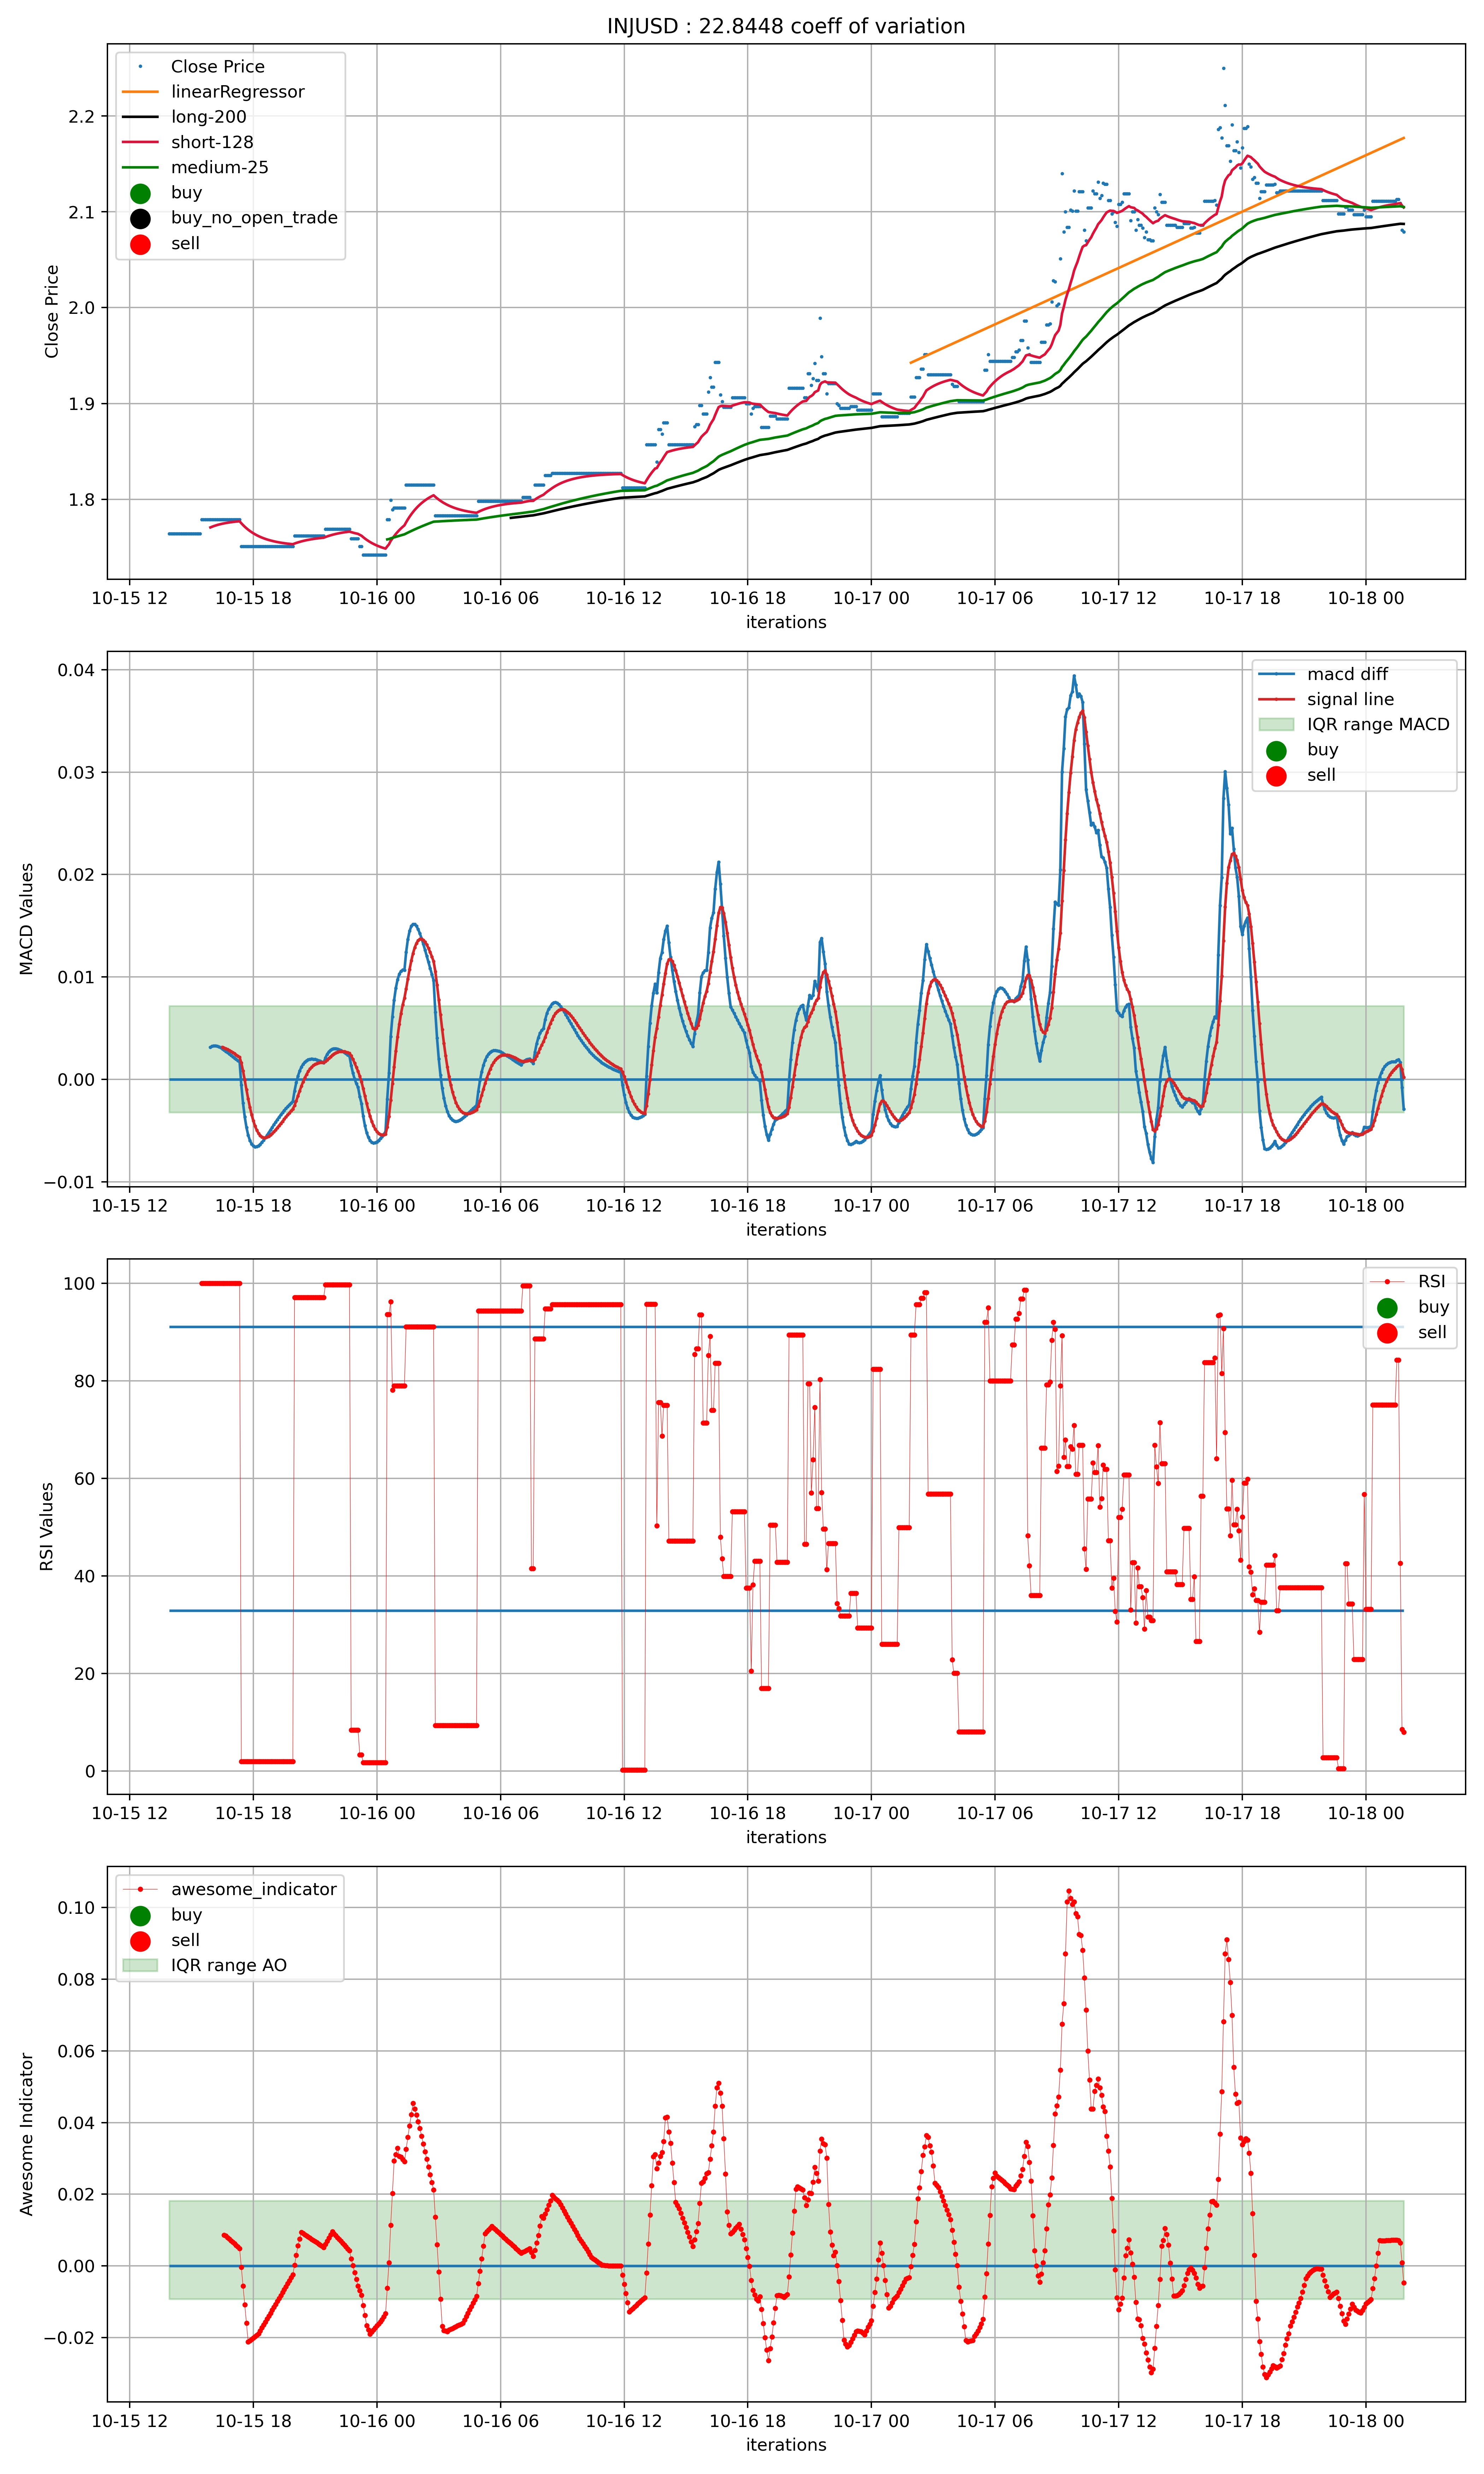 INJUSD : 22.8448 coeff of variation
Close Price
linearRegressor
long-200
short-128
medium-25
buy
buy_no_open_trade
sell
2.2
2.1
2.0
1.9
1.8
Close Price
10-15 12 10-15 18 10-16 00 10-16 06 10-16 12 10-16 18 10-17 00 10-17 06 10-17 12 10-17 18 10-18 00
iterations
macd diff
signal line
IQR range MACD
buy
sell
0.04
0.03
0.02
0.01
0.00
−0.01
MACD Values
10-15 12 10-15 18 10-16 00 10-16 06 10-16 12 10-16 18 10-17 00 10-17 06 10-17 12 10-17 18 10-18 00
iterations
RSI
buy
sell
100
80
60
40
20
0
RSI Values
10-15 12 10-15 18 10-16 00 10-16 06 10-16 12 10-16 18 10-17 00 10-17 06 10-17 12 10-17 18 10-18 00
iterations
awesome_indicator
buy
sell
IQR range AO
0.10
0.08
0.06
0.04
0.02
0.00
−0.02
Awesome Indicator
10-15 12 10-15 18 10-16 00 10-16 06 10-16 12 10-16 18 10-17 00 10-17 06 10-17 12 10-17 18 10-18 00
iterations